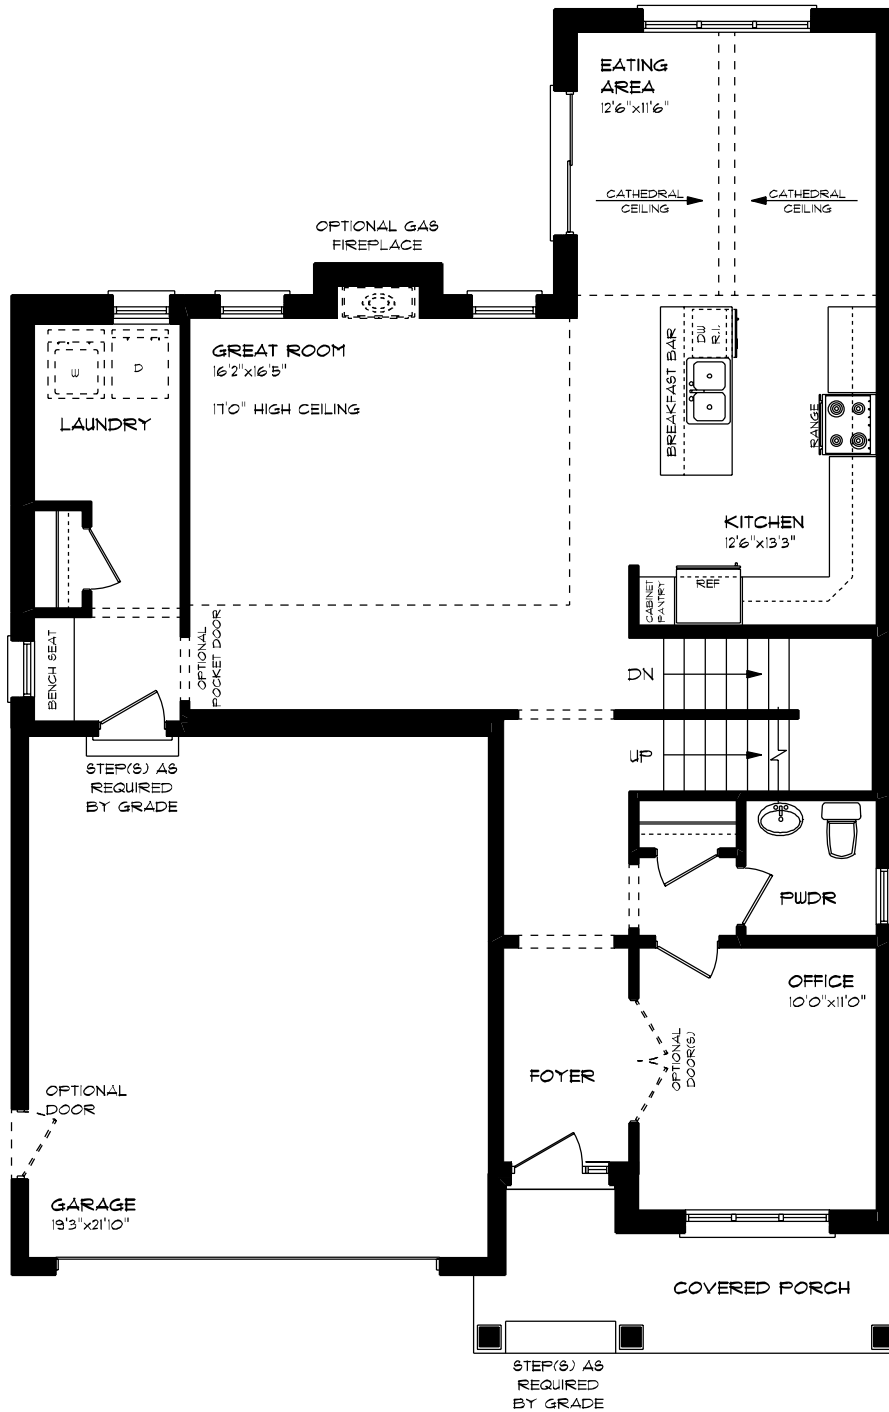 EATING
AREA
12'6"x11'6"
CATHEDRAL
CEILING
CATHEDRAL
CEILING
OPTIONAL GAS
FIREPLACE
GREAT ROOM
16'2"x16'5"
17'0" HIGH CEILING
W
D
LAUNDRY
BREAKFAST BAR
DW
R.I.
RANGE
KITCHEN
12'6"x13'3"
REF
CABINET
PANTRY
BENCH SEAT
OPTIONAL
POCKET DOOR
DN
UP
STEP(S) AS
REQUIRED
BY GRADE
PWDR
OFFICE
10'0"x11'0"
OPTIONAL
DOOR(S)
FOYER
OPTIONAL
DOOR
GARAGE
19'3"x21'10"
COVERED PORCH
STEP(S) AS
REQUIRED
BY GRADE